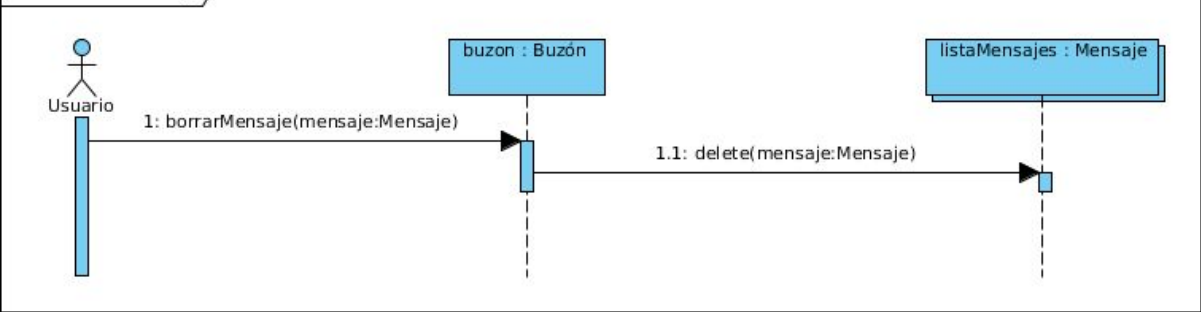 buzon : Buzón
listaMensajes : Mensaje
Usuario
1: borrarMensaje(mensaje:Mensaje)
1.1: delete(mensaje:Mensaje)